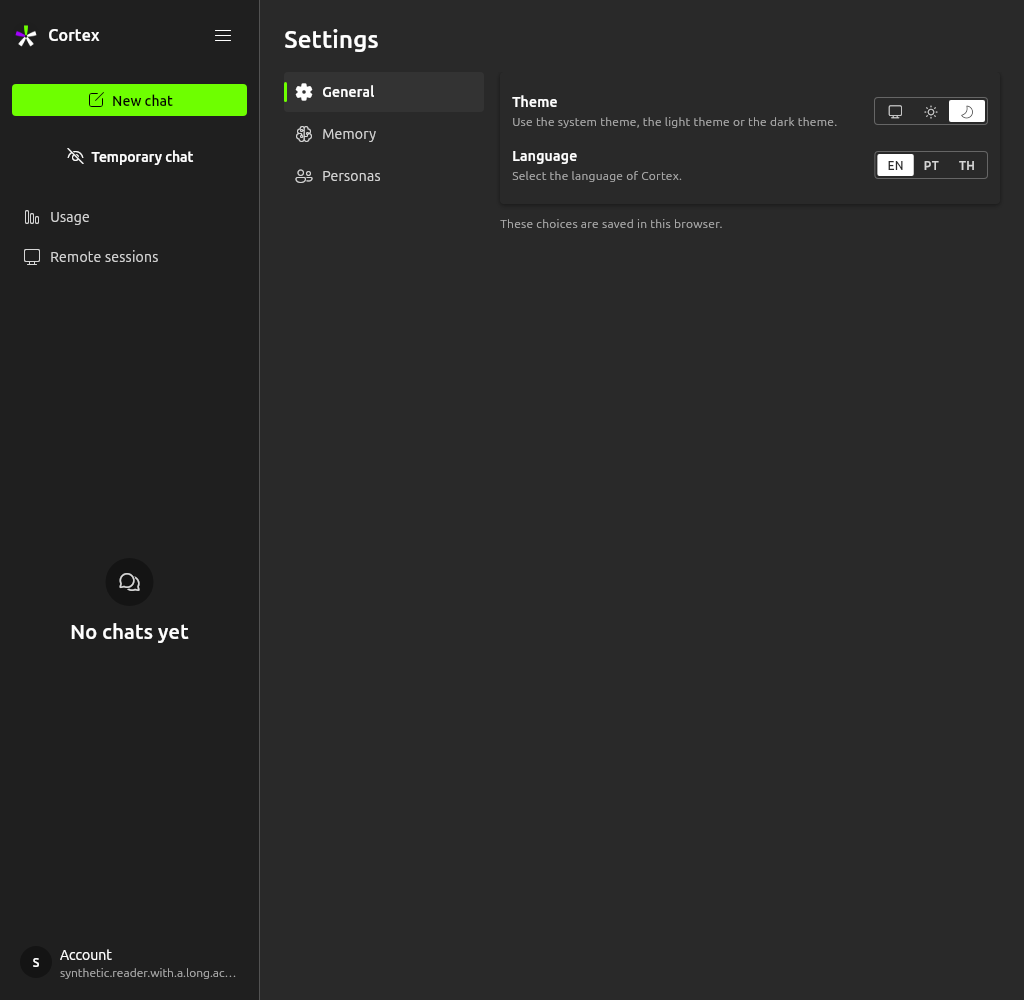 Cortex
New chat
Temporary chat
Usage
Remote sessions
No chats yet
S
Account
synthetic.reader.with.a.long.ac...
Settings
General
Memory
Personas
Theme
Use the system theme, the light theme or the dark theme.
Language
Select the language of Cortex.
EN PT TH
These choices are saved in this browser.